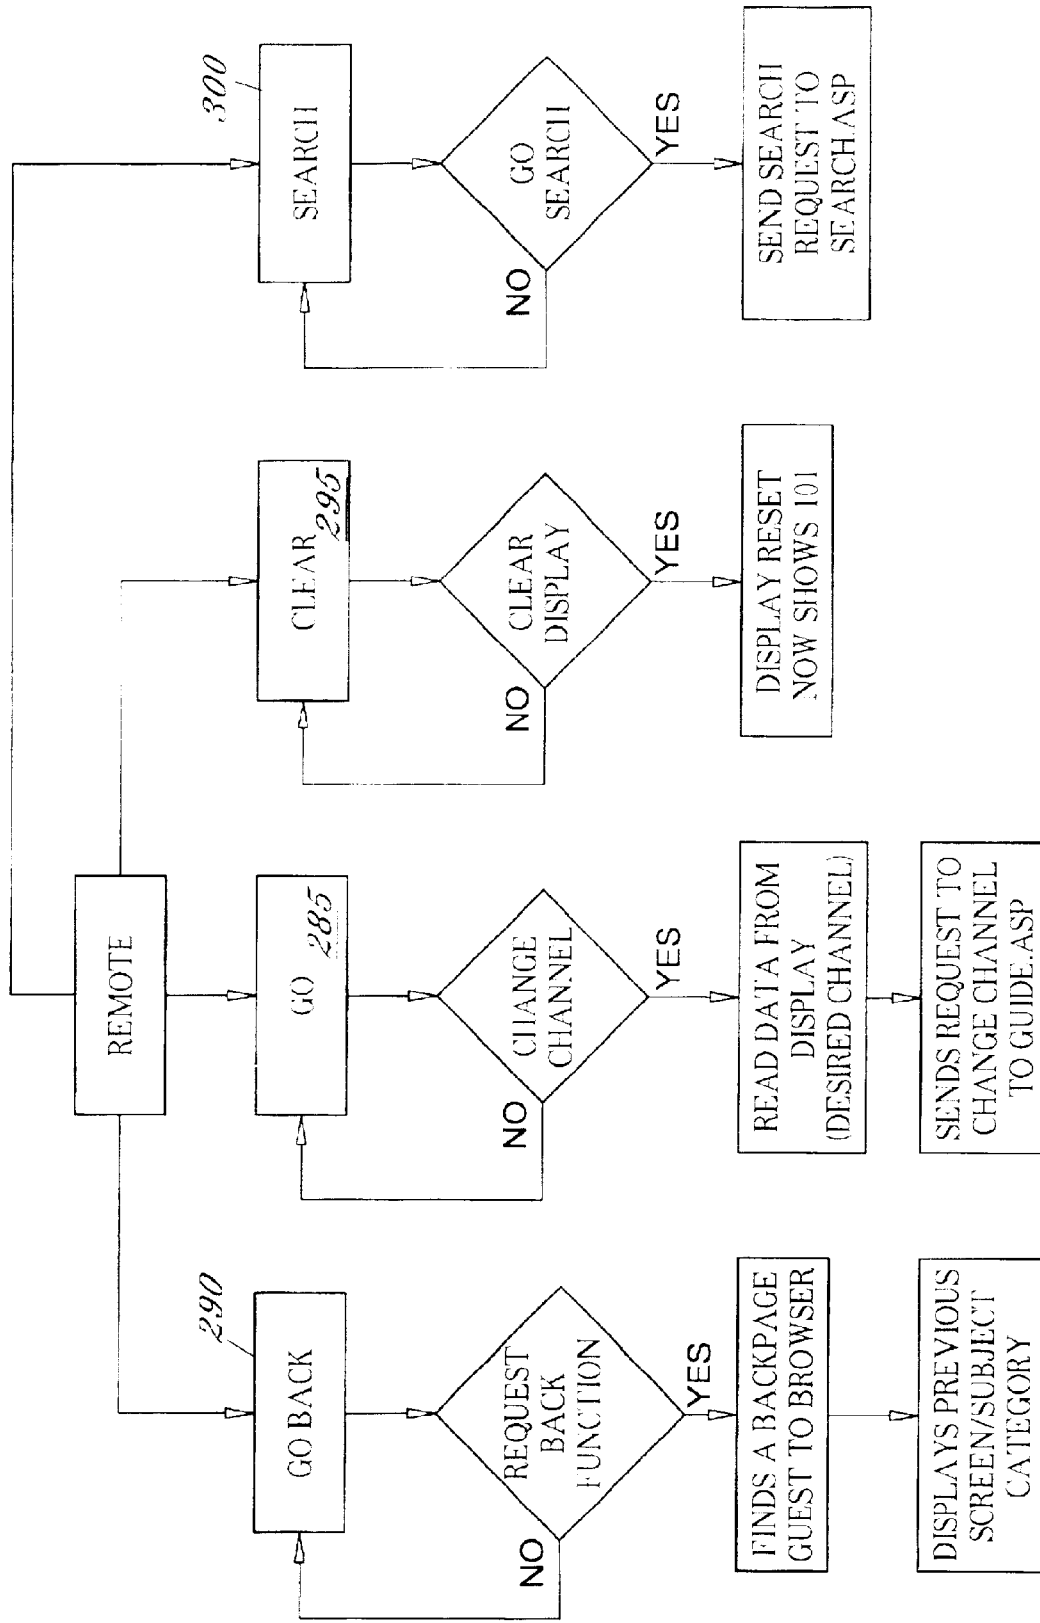 REMOTE
290
GO BACK
REQUEST
BACK
FUNCTION
NO
YES
FINDS A BACKPAGE
GUEST TO BROWSER
DISPLAYS PREVIOUS
SCREEN/SUBJECT
CATEGORY
GO
285
CHANGE
CHANNEL
NO
YES
READ DATA FROM
DISPLAY
(DESIRED CHANNEL)
SENDS REQUEST TO
CHANGE CHANNEL
TO GUIDE.ASP
CLEAR
295
CLEAR
DISPLAY
NO
YES
DISPLAY RESET
NOW SHOWS 101
300
SEARCH
GO
SEARCH
NO
YES
SEND SEARCH
REQUEST TO
SEARCH.ASP